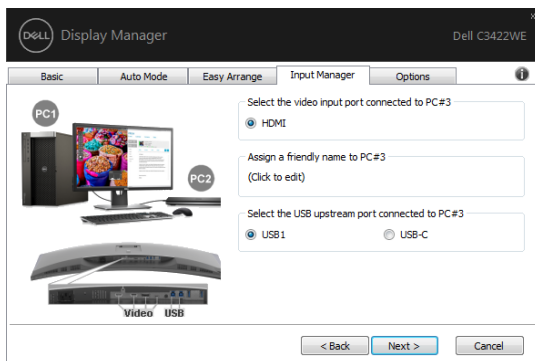 DELL Display Manager
Dell C3422WE
x
Basic Auto Mode Easy Arrange Input Manager Options
PC1
PC2
Video USB
Select the video input port connected to PC#3
HDMI
Assign a friendly name to PC#3
(Click to edit)
Select the USB upstream port connected to PC#3
USB1 USB-C
< Back Next > Cancel